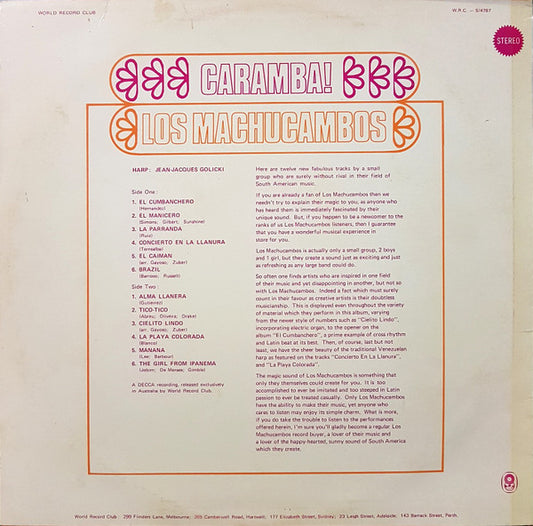 WORLD RECORD CLUB
W.R.C. - S/4767
STEREO
CARAMBA!
LOS MACHUCAMBOS
HARP: JEAN-JACQUES GOLICKI
Side One:
1. EL CUMBANCHERO
(Hernandez)
2. EL MANICERO
(Simons; Gilbert; Sunshine)
3. LA PARRANDA
(Ruiz)
4. CONCIERTO EN LA LLANURA
(Torrealba)
5. EL CAIMAN
(arr. Gayoso; Zuber)
6. BRAZIL
(Barroso; Russell)
Side Two:
1. ALMA LLANERA
(Gutierrez)
2. TICO-TICO
(Abreu; Oliveira; Drake)
3. CIELITO LINDO
(arr. Gayoso; Zuber)
4. LA PLAYA COLORADA
(Blanco)
5. MANANA
(Lee; Barbour)
6. THE GIRL FROM IPANEMA
(Jobim; De Moraes; Gimble)
A DECCA recording, released exclusively
in Australia by World Record Club.
Here are twelve new fabulous tracks by a small
group who are surely without rival in their field of
South American music.
If you are already a fan of Los Machucambos then we
needn't try to explain their magic to you, as anyone
who has heard them is immediately fascinated by their
unique sound. But, if you happen to be a newcomer to the
ranks of us Los Machucambos listeners, then I guarantee
that you have a wonderful musical experience in
store for you.
Los Machucambos is actually only a small group, 2 boys
and 1 girl, but they create a sound just as exciting and just
as refreshing as any large band could do.
So often one finds artists who are inspired in one field
of their music and yet disappointing in another, but not so
with Los Machucambos. Indeed a fact which must surely
count in their favour as creative artists is their doubtless
musicianship. This is displayed even throughout the variety
of material which they perform in this album, varying
from the newer style of numbers such as "Cielito Lindo",
incorporating electric organ, to the opener on the
album "El Cumbanchero", a prime example of cross rhythm
and Latin beat at its best. Then, of course, last but not
least, we have the sheer beauty of the traditional Venezuelan
harp as featured on the tracks "Concierto En La Llanura",
and "La Playa Colorada".
The magic sound of Los Machucambos is something that
only they themselves could create for you. It is too
accomplished to ever be imitated and too steeped in Latin
passion to ever be treated casually. Only Los Machucambos
have the ability to make their music; yet anyone who
cares to listen may enjoy its simple charm. What is more,
if you do take the trouble to listen to the performances
offered herein, I'm sure you'll gladly become a regular Los
Machucambos record buyer, a lover of their music and
a lover of the happy-hearted, sunny sound of South America
which they create.
World Record Club: 299 Flinders Lane, Melbourne; 305 Camberwell Road, Hartwell; 177 Elizabeth Street, Sydney; 23 Leigh Street, Adelaide; 143 Barrack Street, Perth.